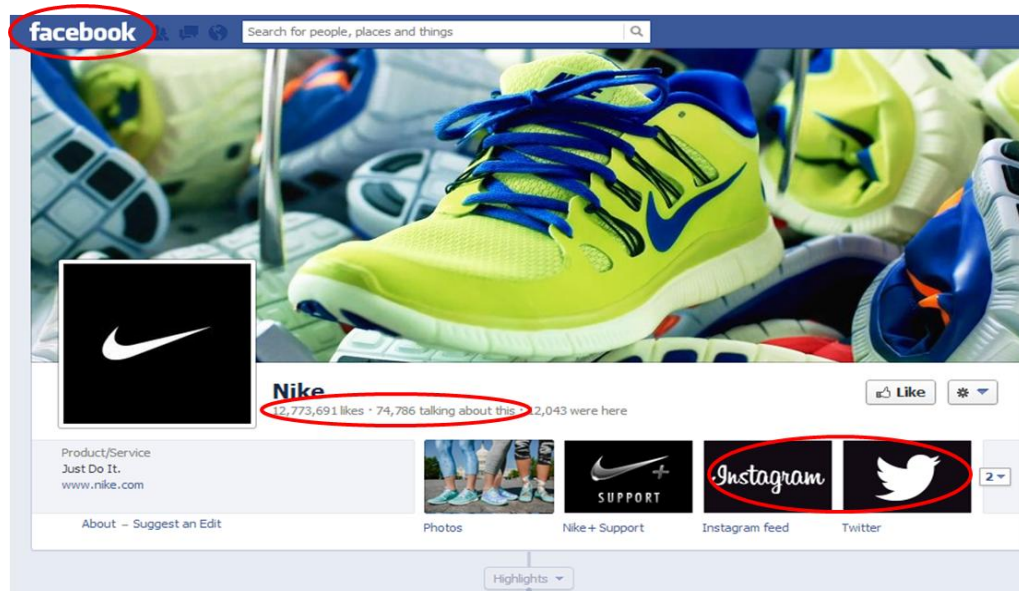 facebook
Search for people, places and things
Nike
12,773,691 likes · 74,786 talking about this · 12,043 were here
Like
Product/Service
Just Do It.
www.nike.com
About – Suggest an Edit
SUPPORT
Instagram
2
Photos
Nike+ Support
Instagram feed
Twitter
Highlights